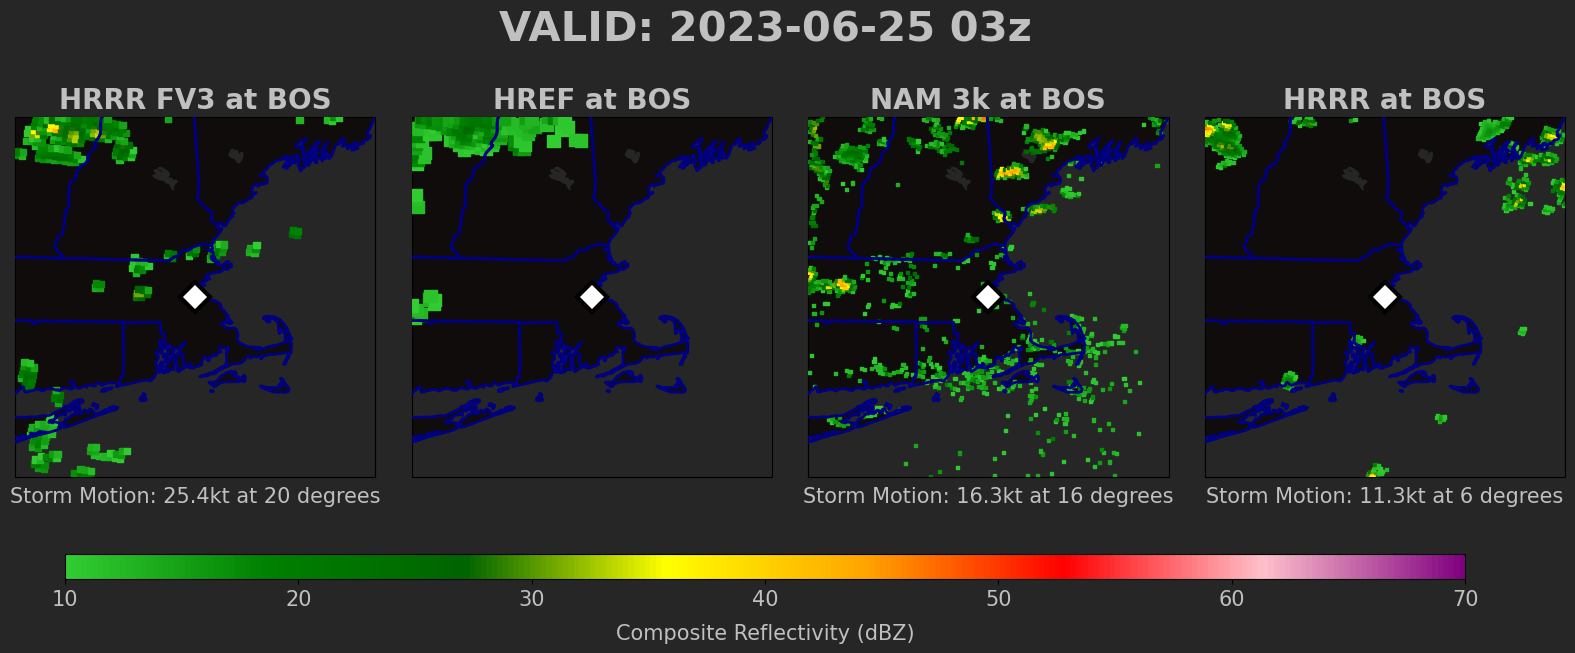 VALID: 2023-06-25 03z
HRRR FV3 at BOS
HREF at BOS
NAM 3k at BOS
HRRR at BOS
Storm Motion: 25.4kt at 20 degrees
Storm Motion: 16.3kt at 16 degrees
Storm Motion: 11.3kt at 6 degrees
10 20 30 40 50 60 70
Composite Reflectivity (dBZ)